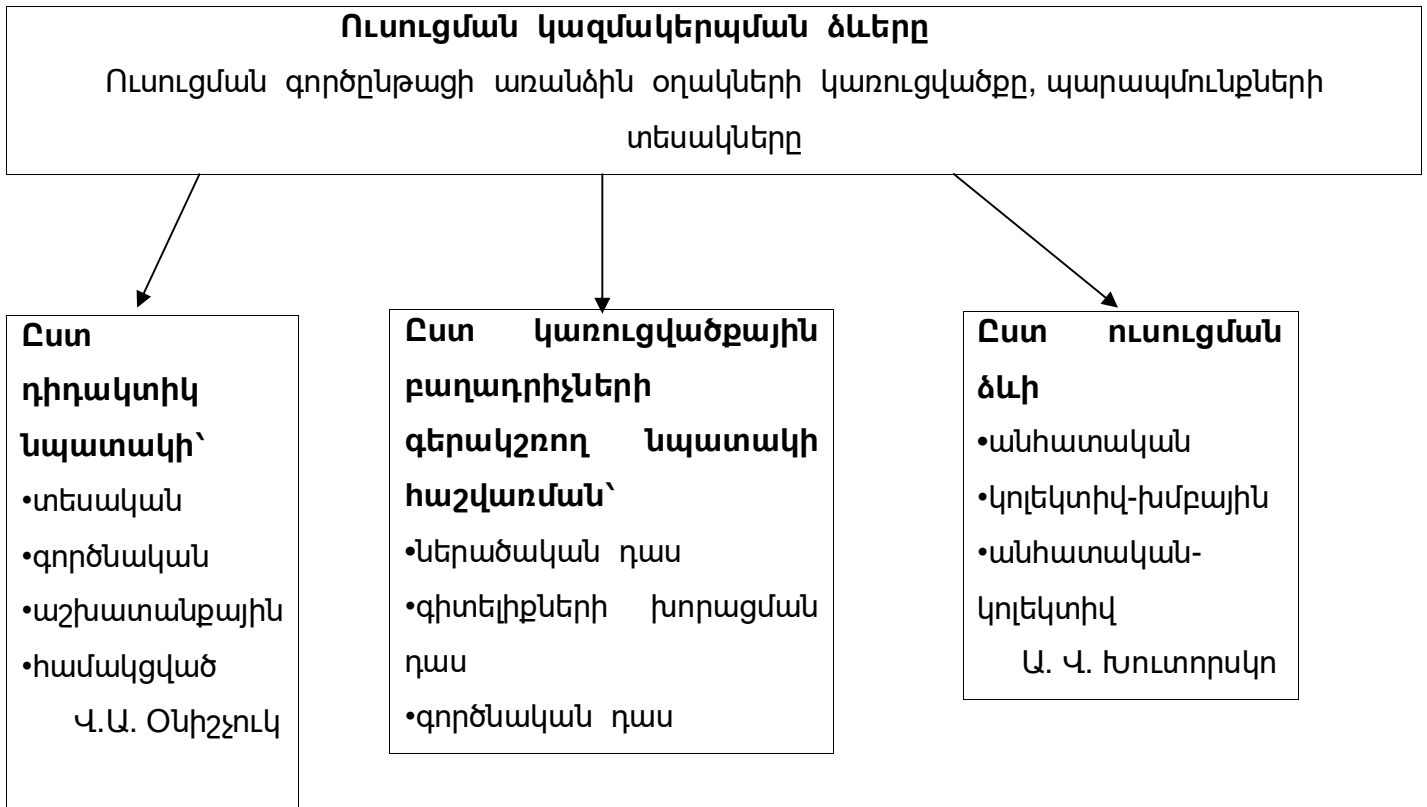 Ուսուցման կազմակերպման ձևերը
Ուսուցման գործընթացի առանձին օղակների կառուցվածքը, պարապմունքների
տեսակները
Ըստ
դիդակտիկ
նպատակի՝
•տեսական
•գործնական
•աշխատանքային
•համակցված
Վ.Ա. Օնիշչուկ
Ըստ կառուցվածքային
բաղադրիչների
գերակշռող նպատակի
հաշվառման՝
•ներածական դաս
•գիտելիքների խորացման
դաս
•գործնական դաս
Ըստ ուսուցման
ձևի
•անհատական
•կոլեկտիվ-խմբային
•անհատական-
կոլեկտիվ
Ա. Վ. Խուտորսկո